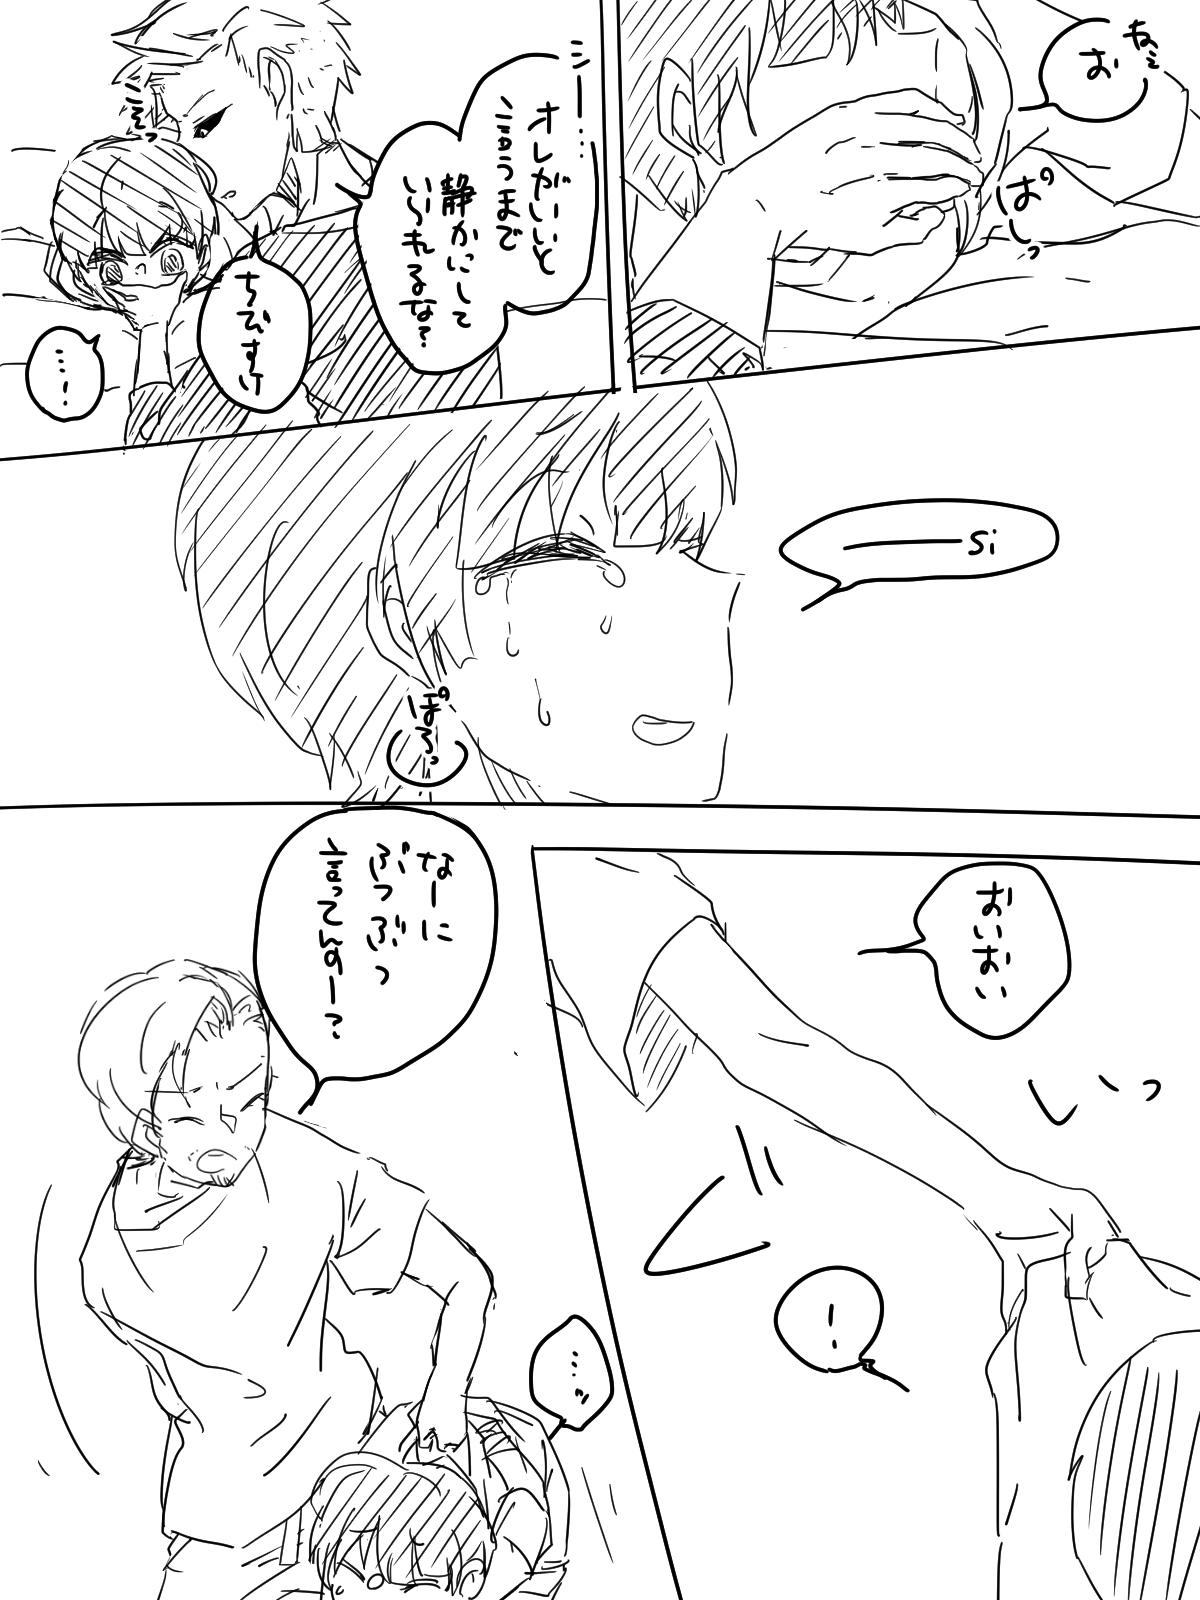 ねぇ
お
ぱしっ
シー…
オレがいいと
言うまで
静かにして
いられるな?
こそっ
ちびすけ
…!
──si
ぽろっ
おいおい
いっ
!
なーに
ぶつぶつ
言ってんのー?
…ッ